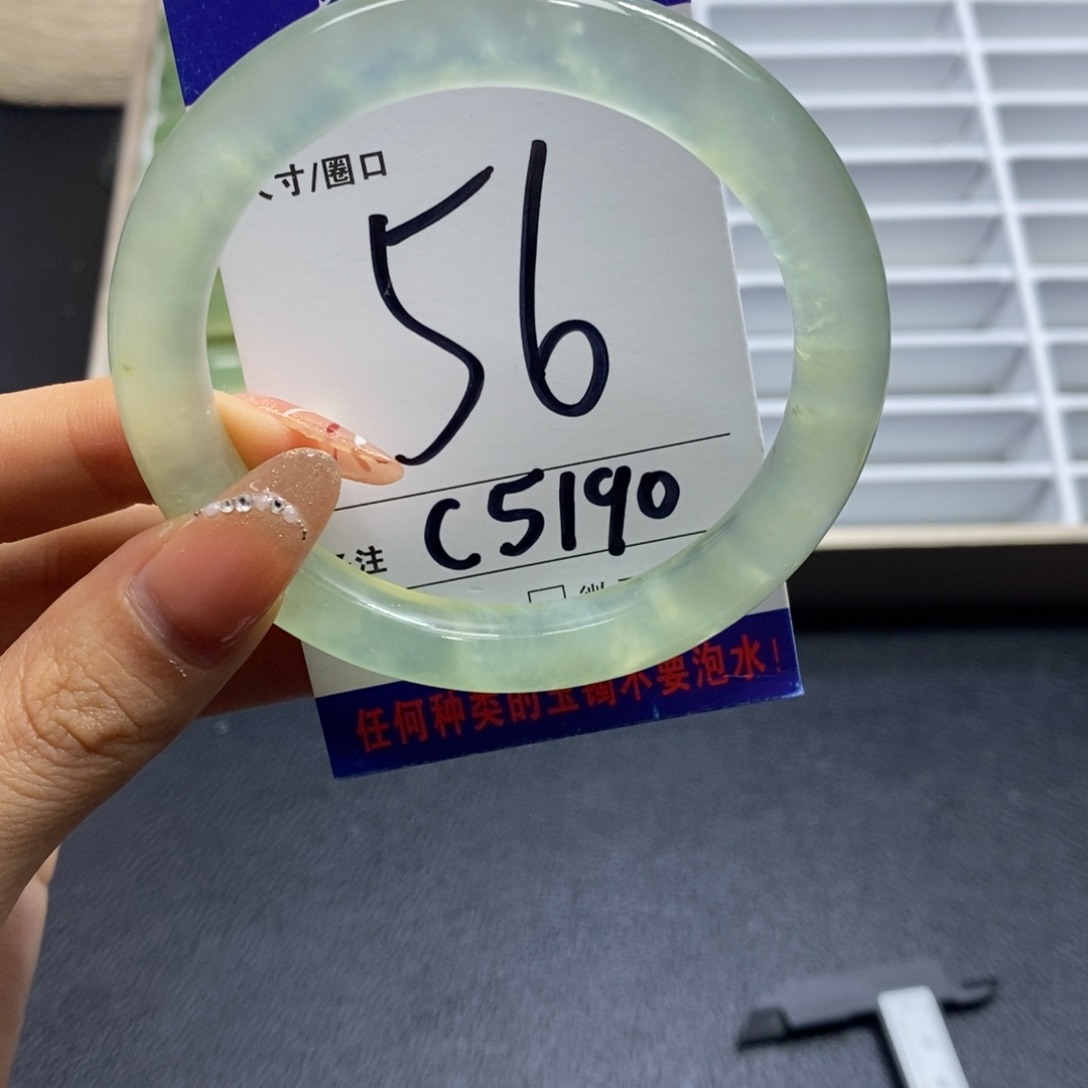 寸/圈口
56
注 C5190
任何种类的玉镯不要泡水!